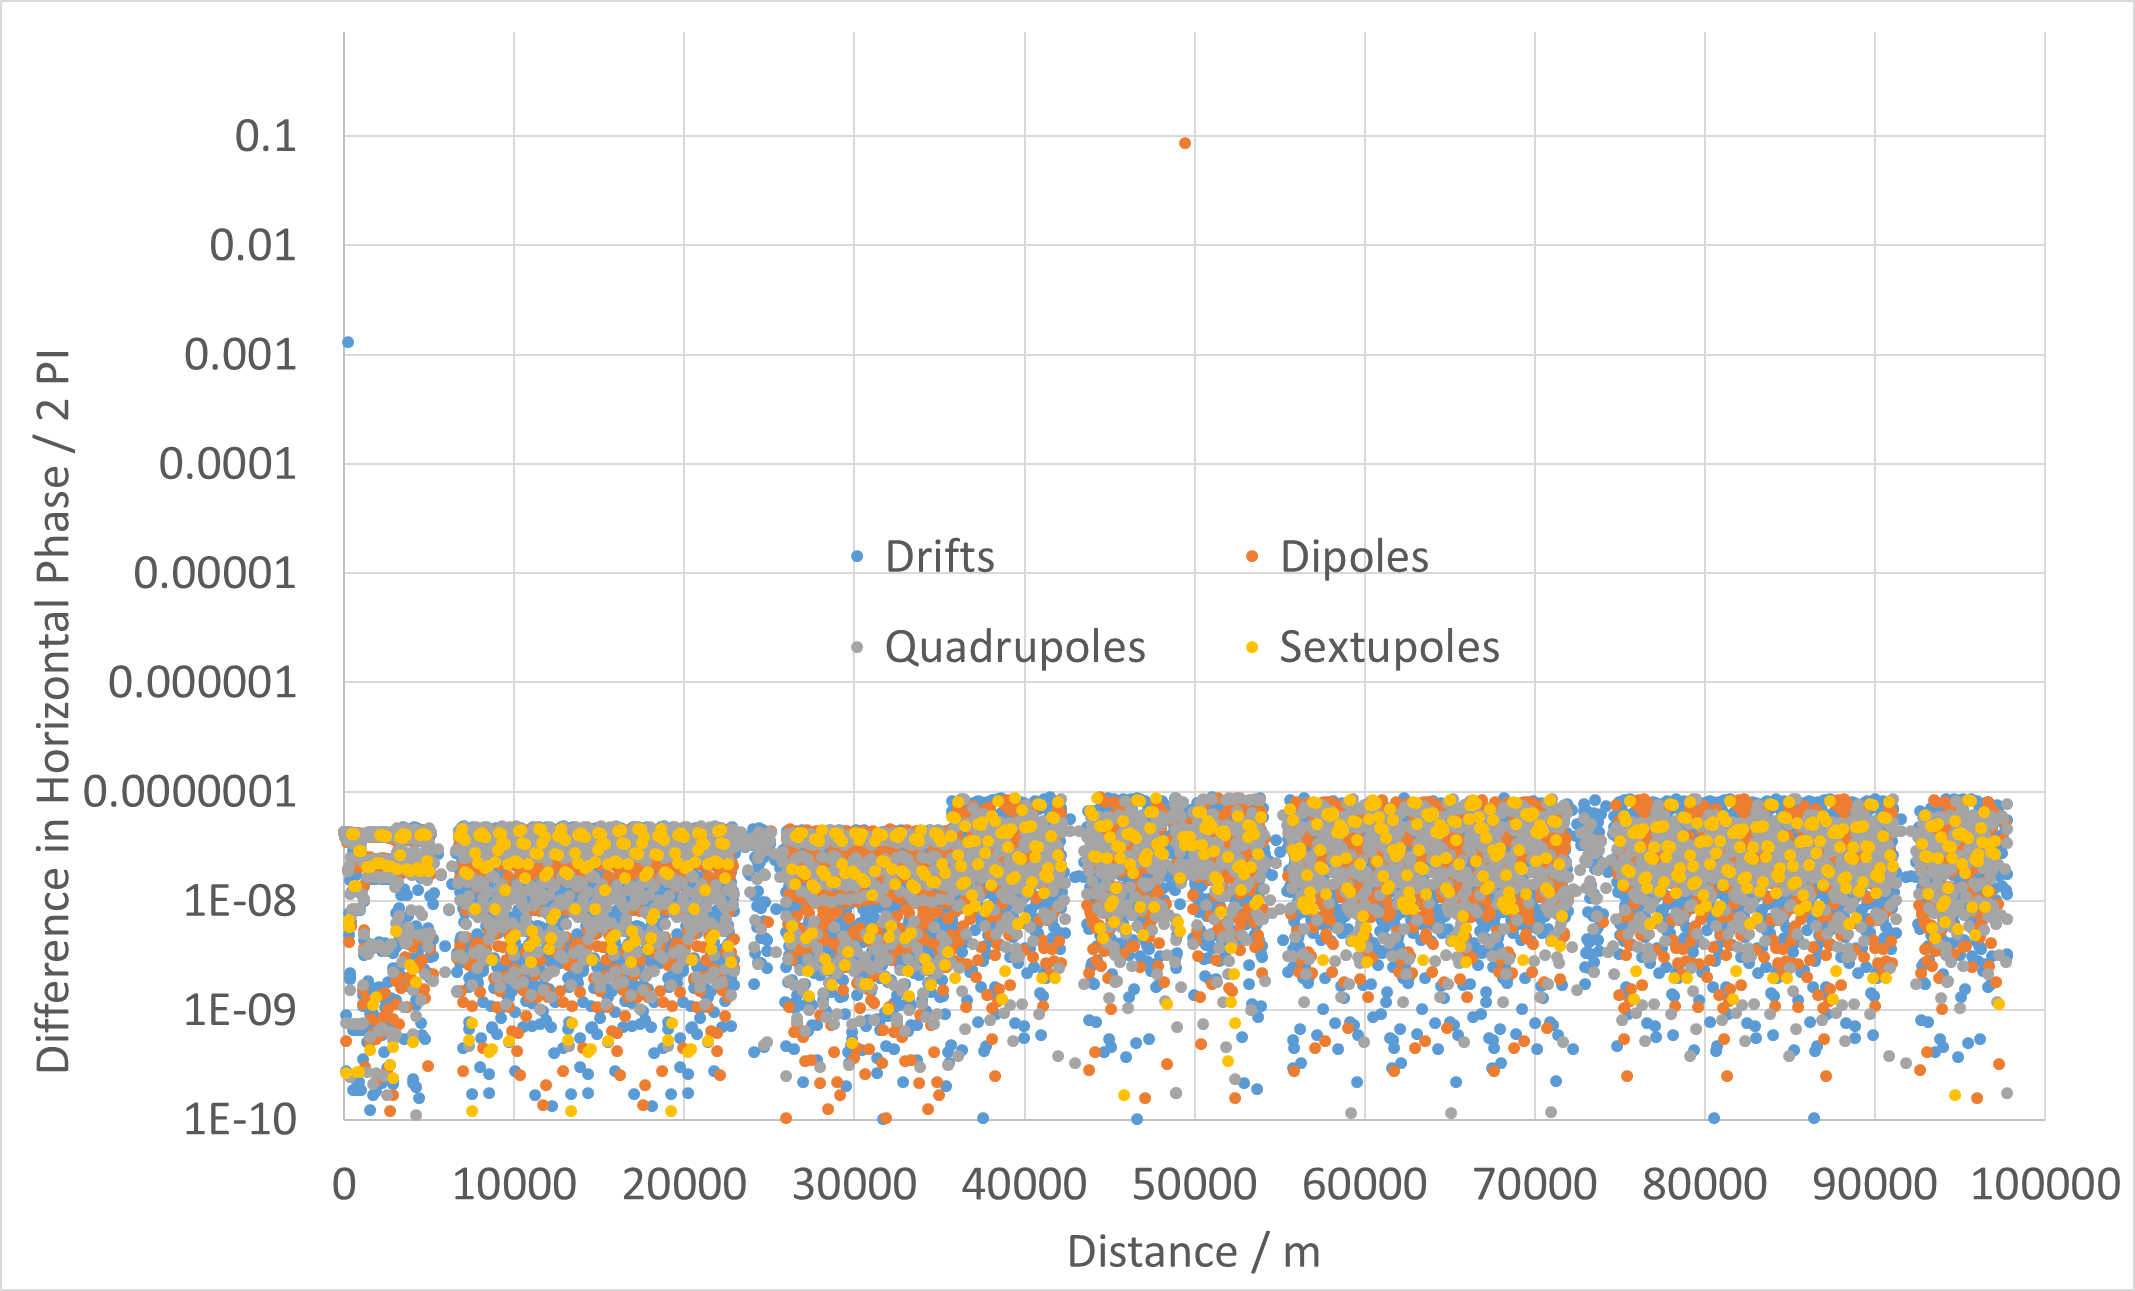 Difference in Horizontal Phase / 2 PI
0.1
0.01
0.001
0.0001
0.00001
0.000001
0.0000001
1E-08
1E-09
1E-10
Drifts
Dipoles
Quadrupoles
Sextupoles
0 10000 20000 30000 40000 50000 60000 70000 80000 90000 100000
Distance / m